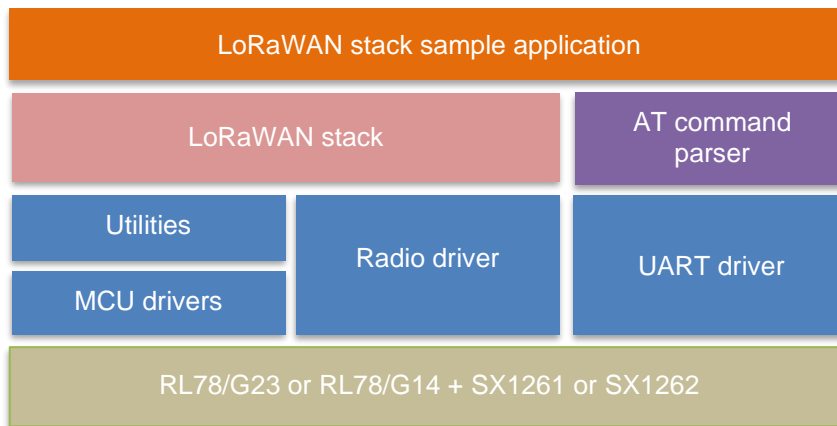 LoRaWAN stack sample application
LoRaWAN stack
AT command
parser
Utilities
Radio driver
UART driver
MCU drivers
RL78/G23 or RL78/G14 + SX1261 or SX1262